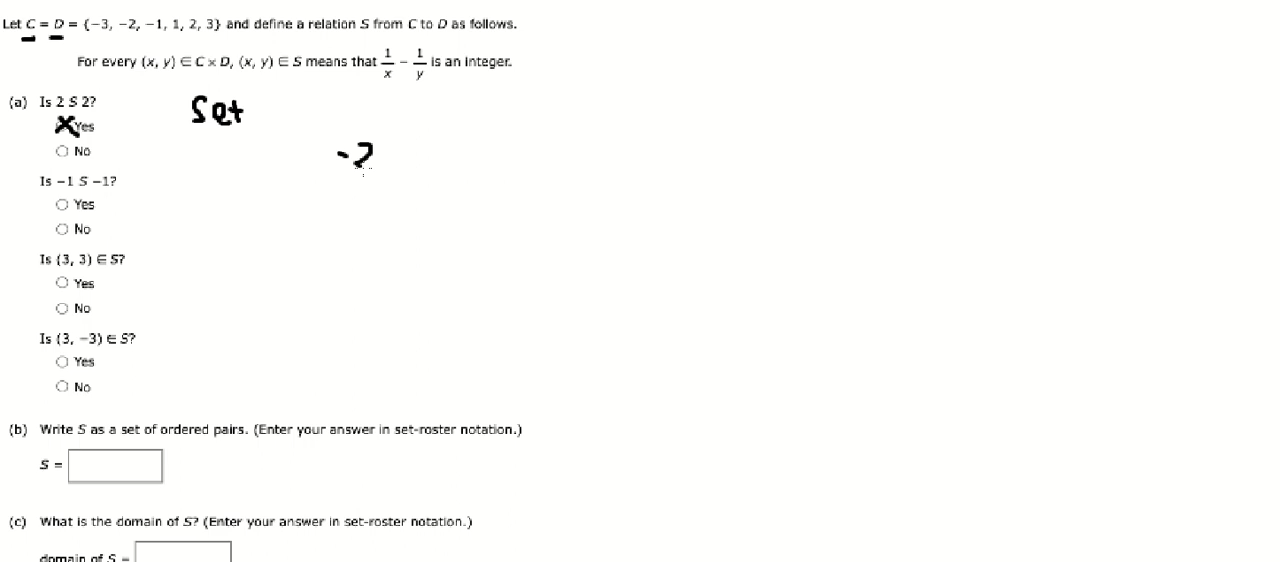 Let C = D = {−3, −2, −1, 1, 2, 3} and define a relation S from C to D as follows.
For every (x, y) ∈ C × D, (x, y) ∈ S means that 1/x − 1/y is an integer.
(a) Is 2 S 2?
set
Yes
-2
No
Is −1 S −1?
Yes
No
Is (3, 3) ∈ S?
Yes
No
Is (3, −3) ∈ S?
Yes
No
(b) Write S as a set of ordered pairs. (Enter your answer in set-roster notation.)
S =
(c) What is the domain of S? (Enter your answer in set-roster notation.)
domain of S =